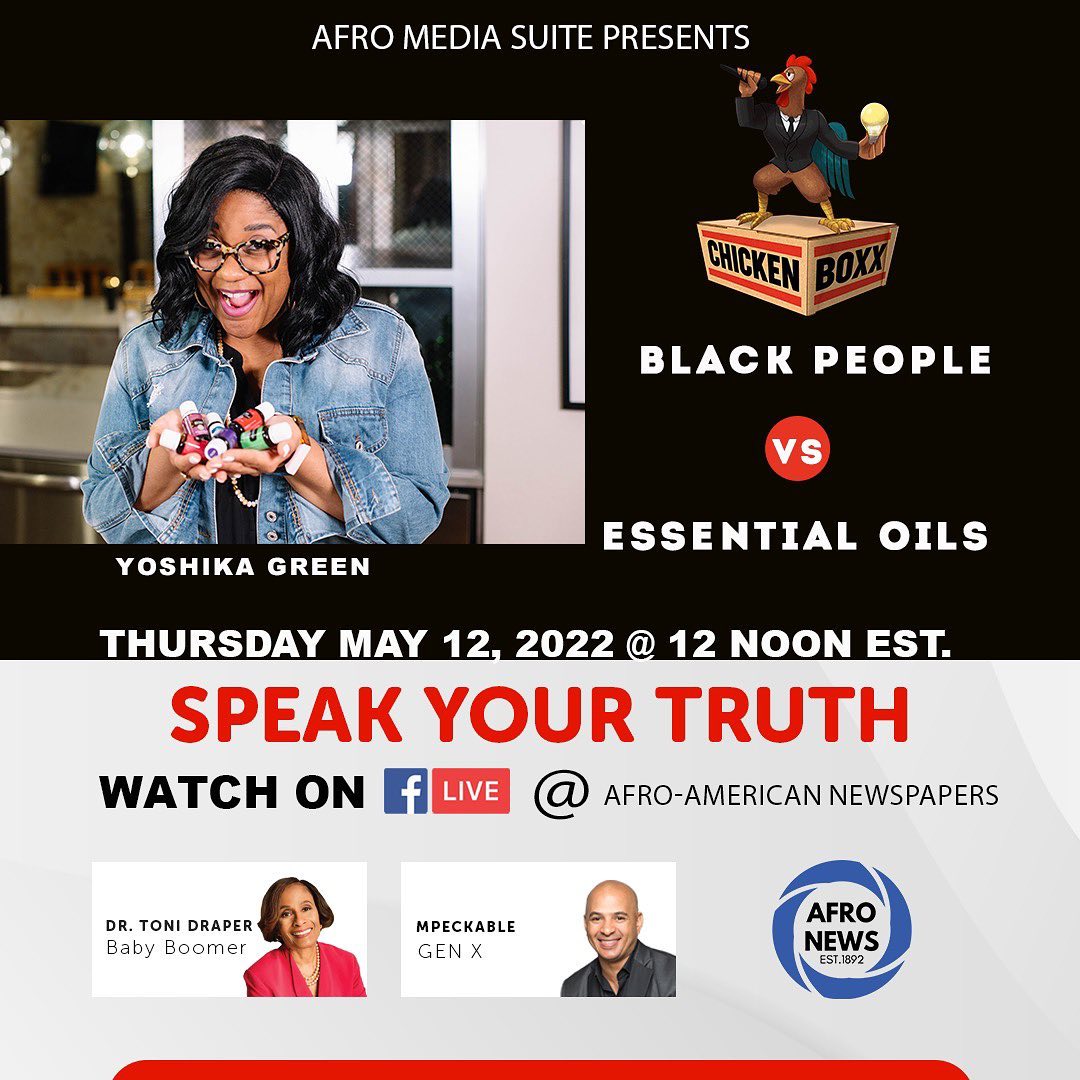 AFRO MEDIA SUITE PRESENTS
CHICKEN BOXX
BLACK PEOPLE
VS
ESSENTIAL OILS
YOSHIKA GREEN
THURSDAY MAY 12, 2022 @ 12 NOON EST.
SPEAK YOUR TRUTH
WATCH ON f LIVE @ AFRO-AMERICAN NEWSPAPERS
DR. TONI DRAPER
Baby Boomer
MPECKABLE
GEN X
AFRO
NEWS
EST.1892